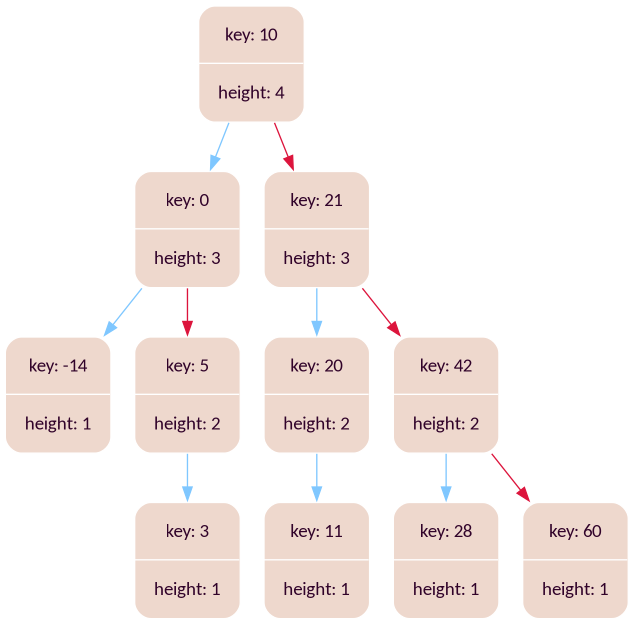 key: 10
height: 4
key: 0
height: 3
key: 21
height: 3
key: -14
height: 1
key: 5
height: 2
key: 20
height: 2
key: 42
height: 2
key: 3
height: 1
key: 11
height: 1
key: 28
height: 1
key: 60
height: 1